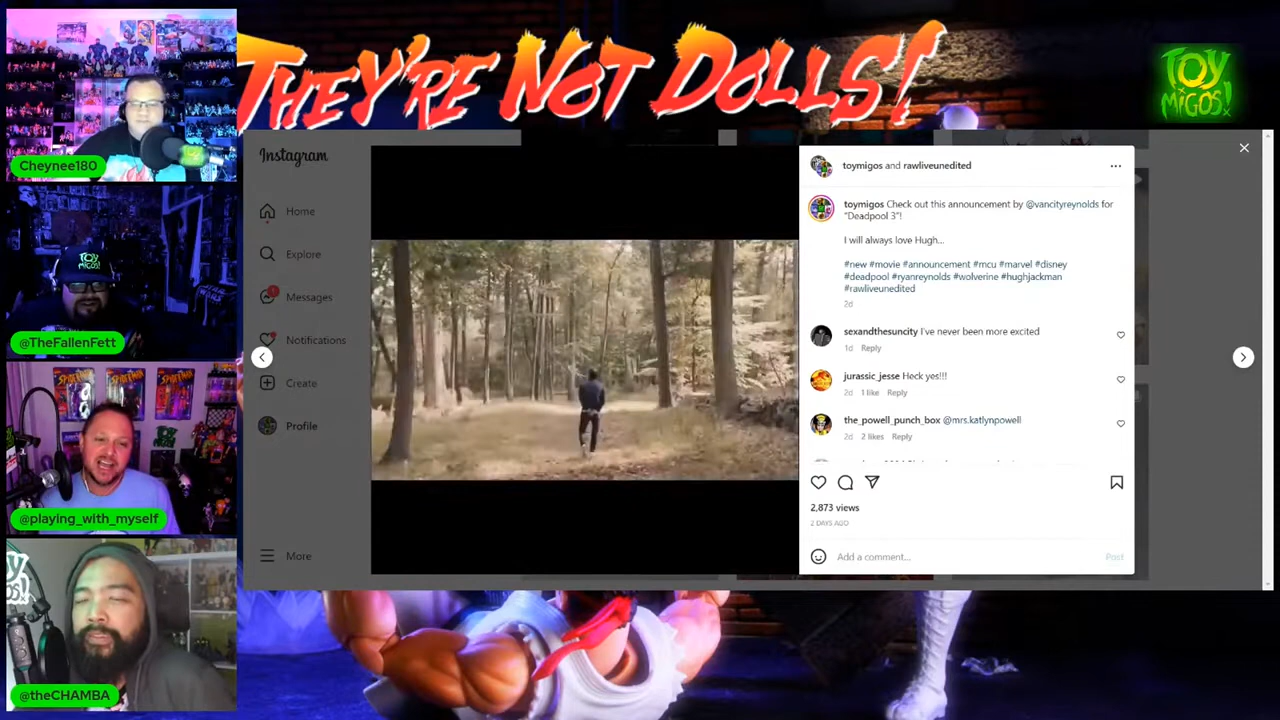 THEY'RE NOT DOLLS!
TOY
MIGOS!
Cheynee180
TOY
MIGOS!
@TheFallenFett
@playing_with_myself
@theCHAMBA
Instagram
Home
Explore
Messages
Notifications
Create
Profile
More
toymigos and rawliveunedited
toymigos Check out this announcement by @vancityreynolds for
"Deadpool 3"!
I will always love Hugh...
#new #movie #announcement #mcu #marvel #disney
#deadpool #ryanreynolds #wolverine #hughjackman
#rawliveunedited
2d
sexandthesuncity I've never been more excited
1d Reply
jurassic_jesse Heck yes!!!
2d 1 like Reply
the_powell_punch_box @mrs.katlynpowell
2d 2 likes Reply
2,873 views
2 DAYS AGO
Add a comment...
Post